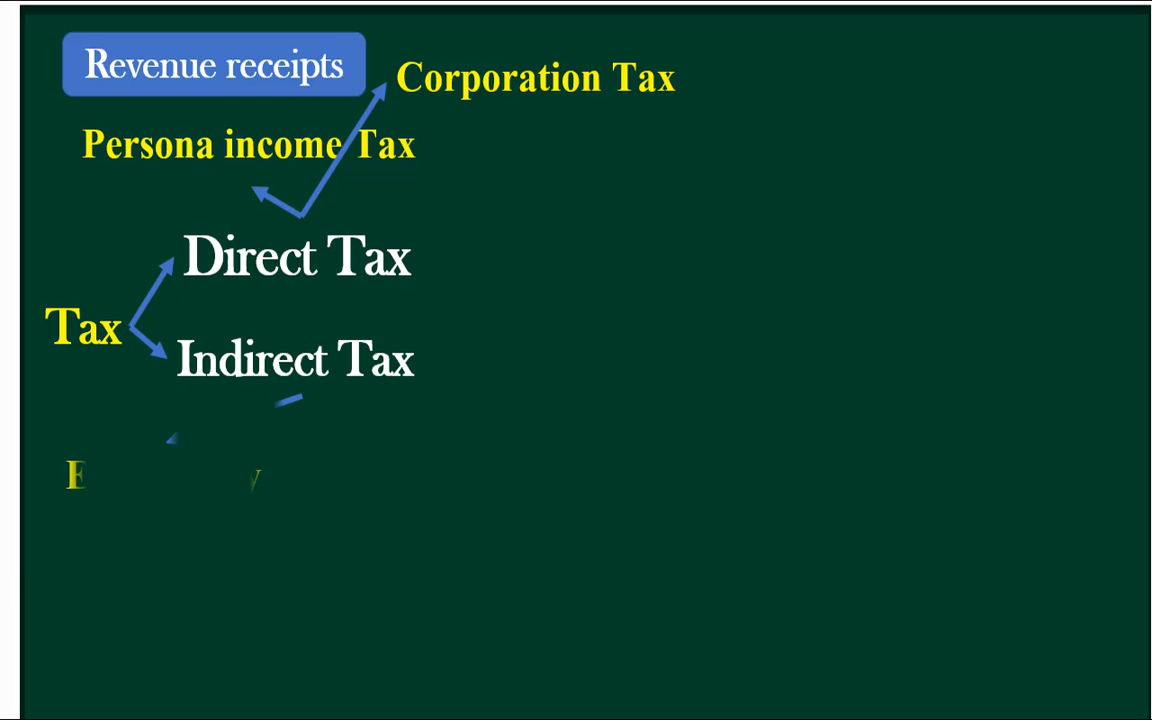 Revenue receipts
Corporation Tax
Persona income Tax
Direct Tax
Tax
Indirect Tax